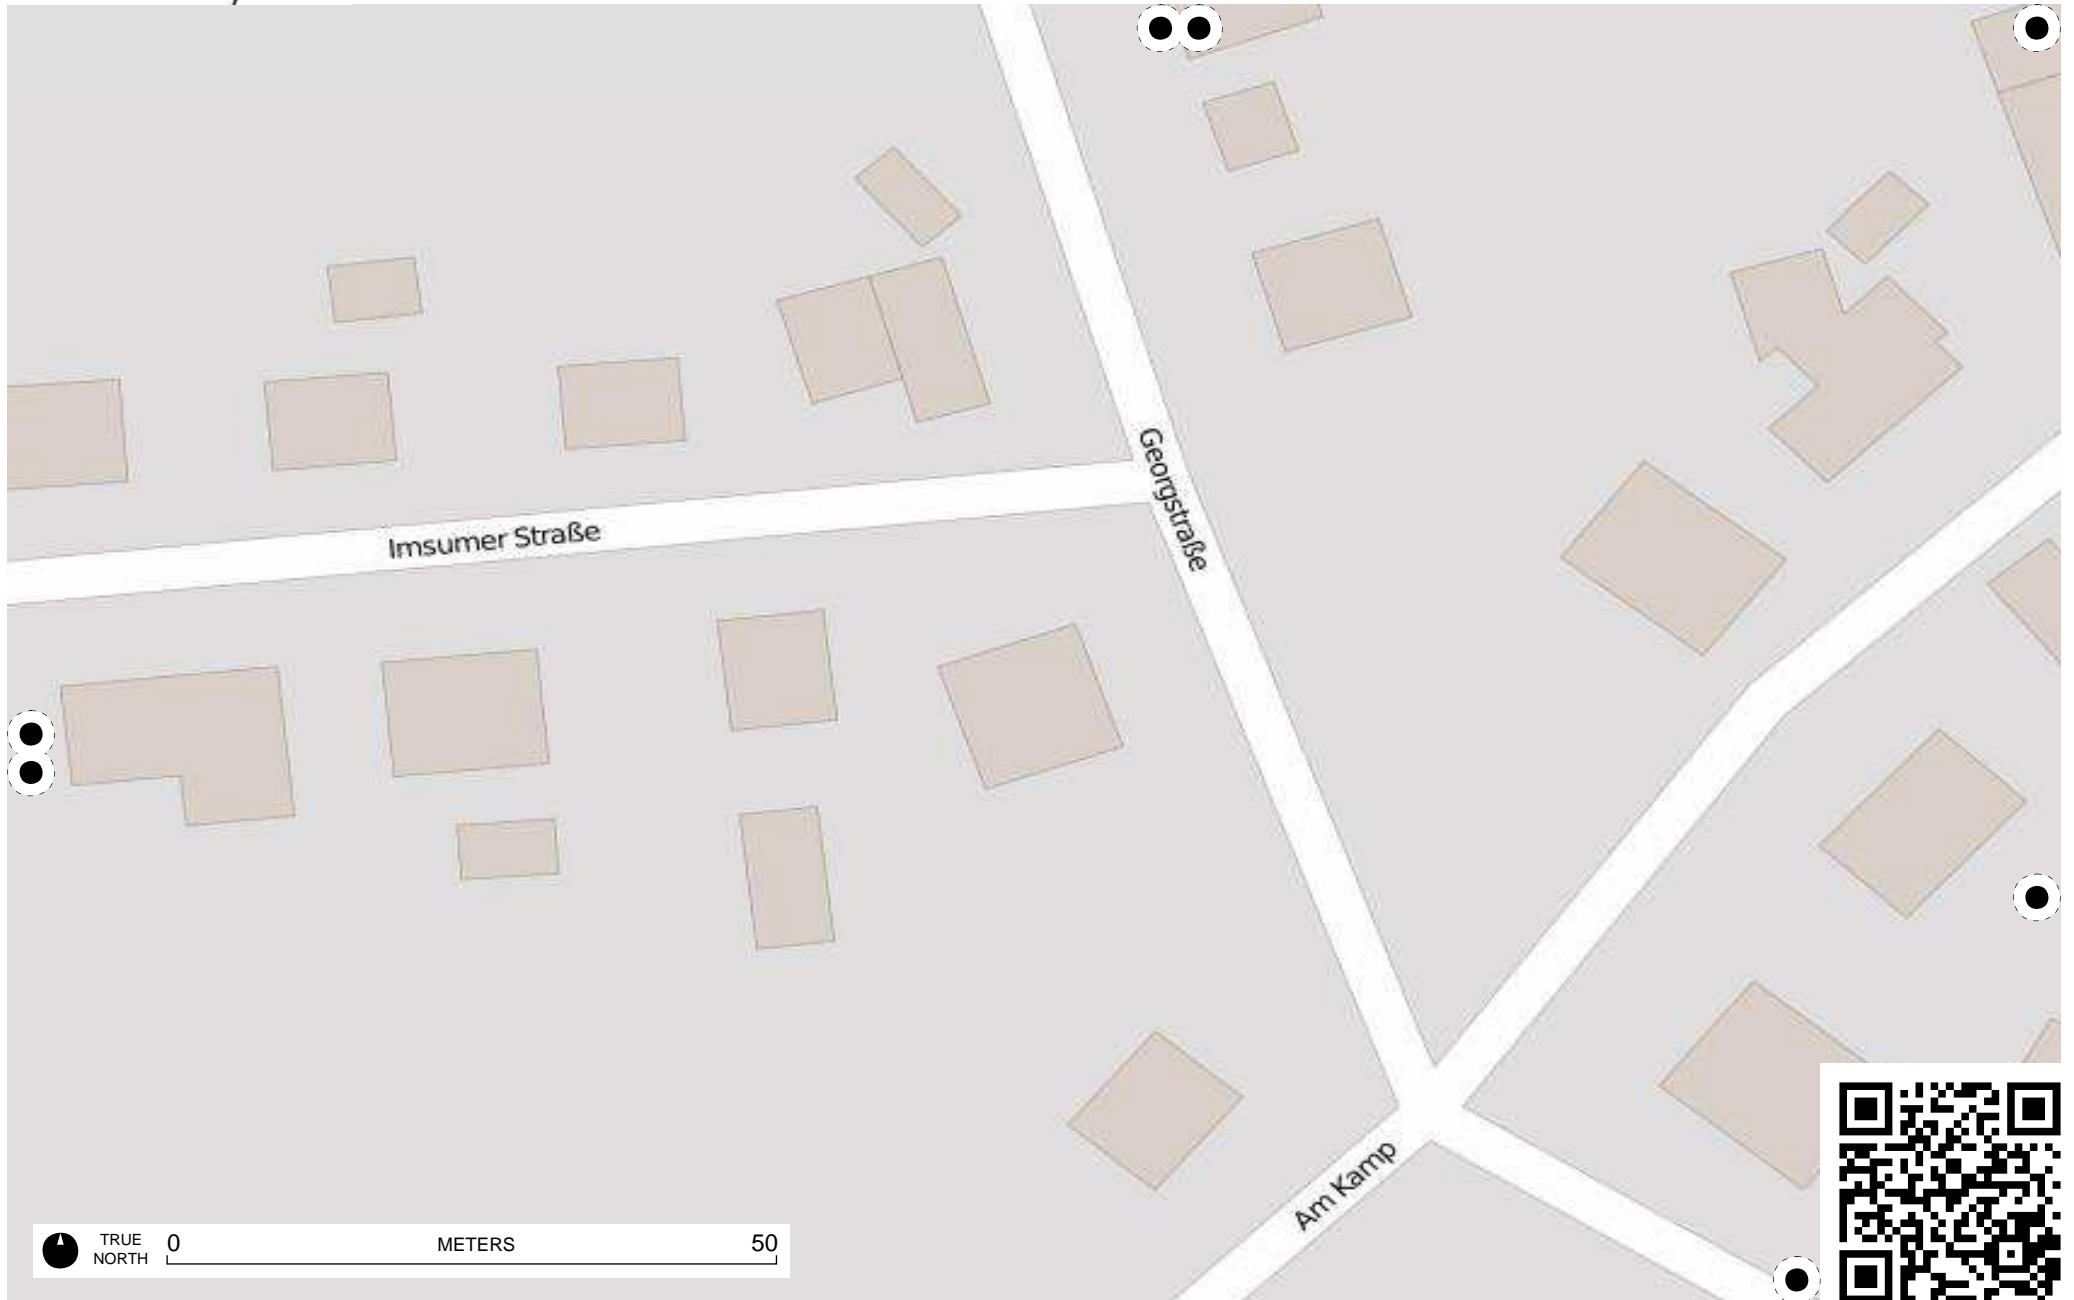 Georgstraße
Imsumer Straße
Am Kamp
TRUE
NORTH
0 METERS 50